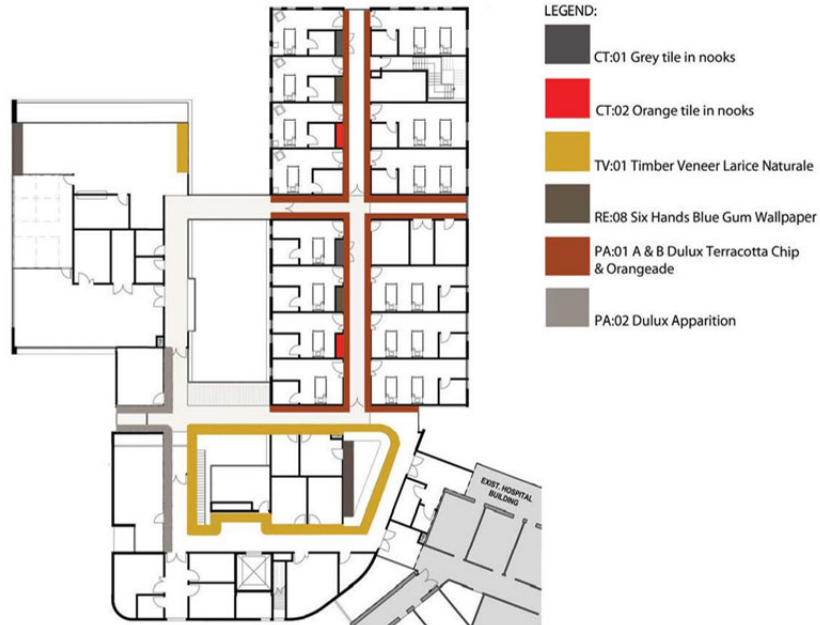 LEGEND:
CT:01 Grey tile in nooks
CT:02 Orange tile in nooks
TV:01 Timber Veneer Larice Naturale
RE:08 Six Hands Blue Gum Wallpaper
PA:01 A & B Dulux Terracotta Chip
& Orangeade
PA:02 Dulux Apparition
EXIST. HOSPITAL
BUILDING